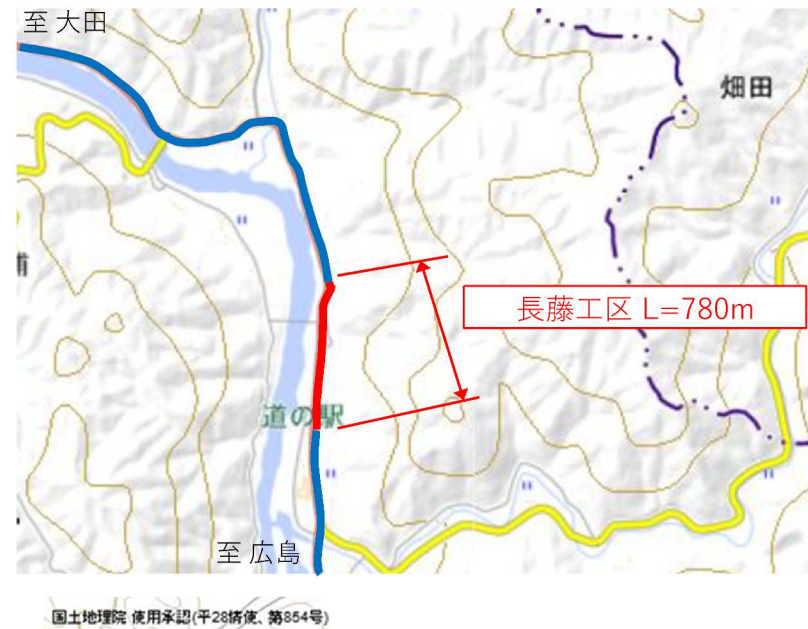 至 大田
畑田
長藤工区 L=780m
道の駅
至 広島
国土地理院 使用承認(平28情使、第854号)